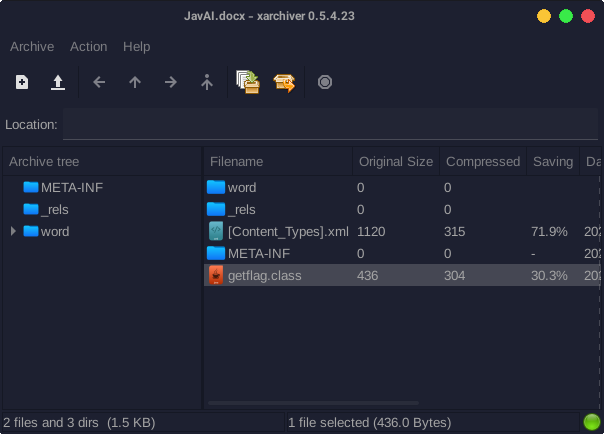 JavAI.docx – xarchiver 0.5.4.23
Archive Action Help
Location:
Archive tree
META-INF
_rels
word
Filename Original Size Compressed Saving Da
word 0 0
_rels 0 0
[Content_Types].xml 1120 315 71.9% 202
META-INF 0 0 - 202
getflag.class 436 304 30.3% 202
2 files and 3 dirs (1.5 KB) 1 file selected (436.0 Bytes)